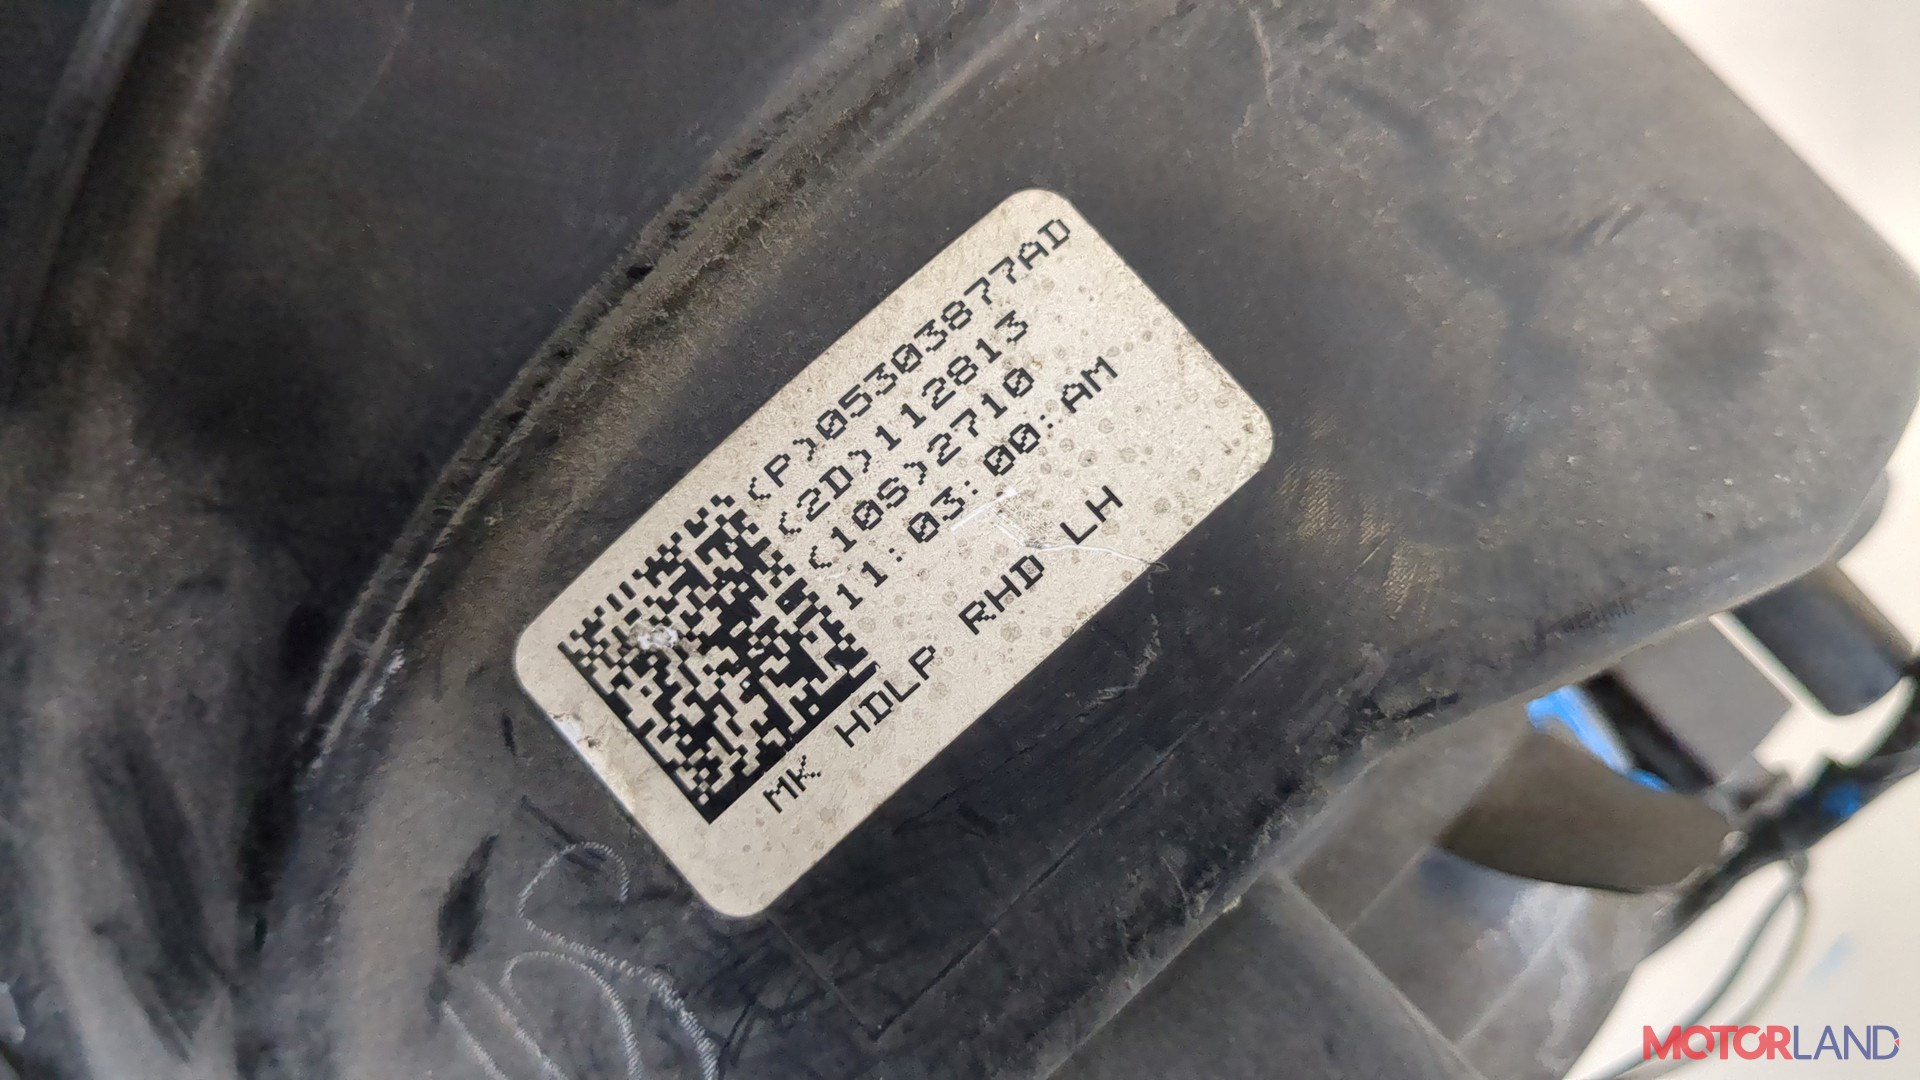 (P)05303877AD
(2D)112813
(10S)2710
11:03:00:AM
MK HDLP RHD LH
MOTORLAND